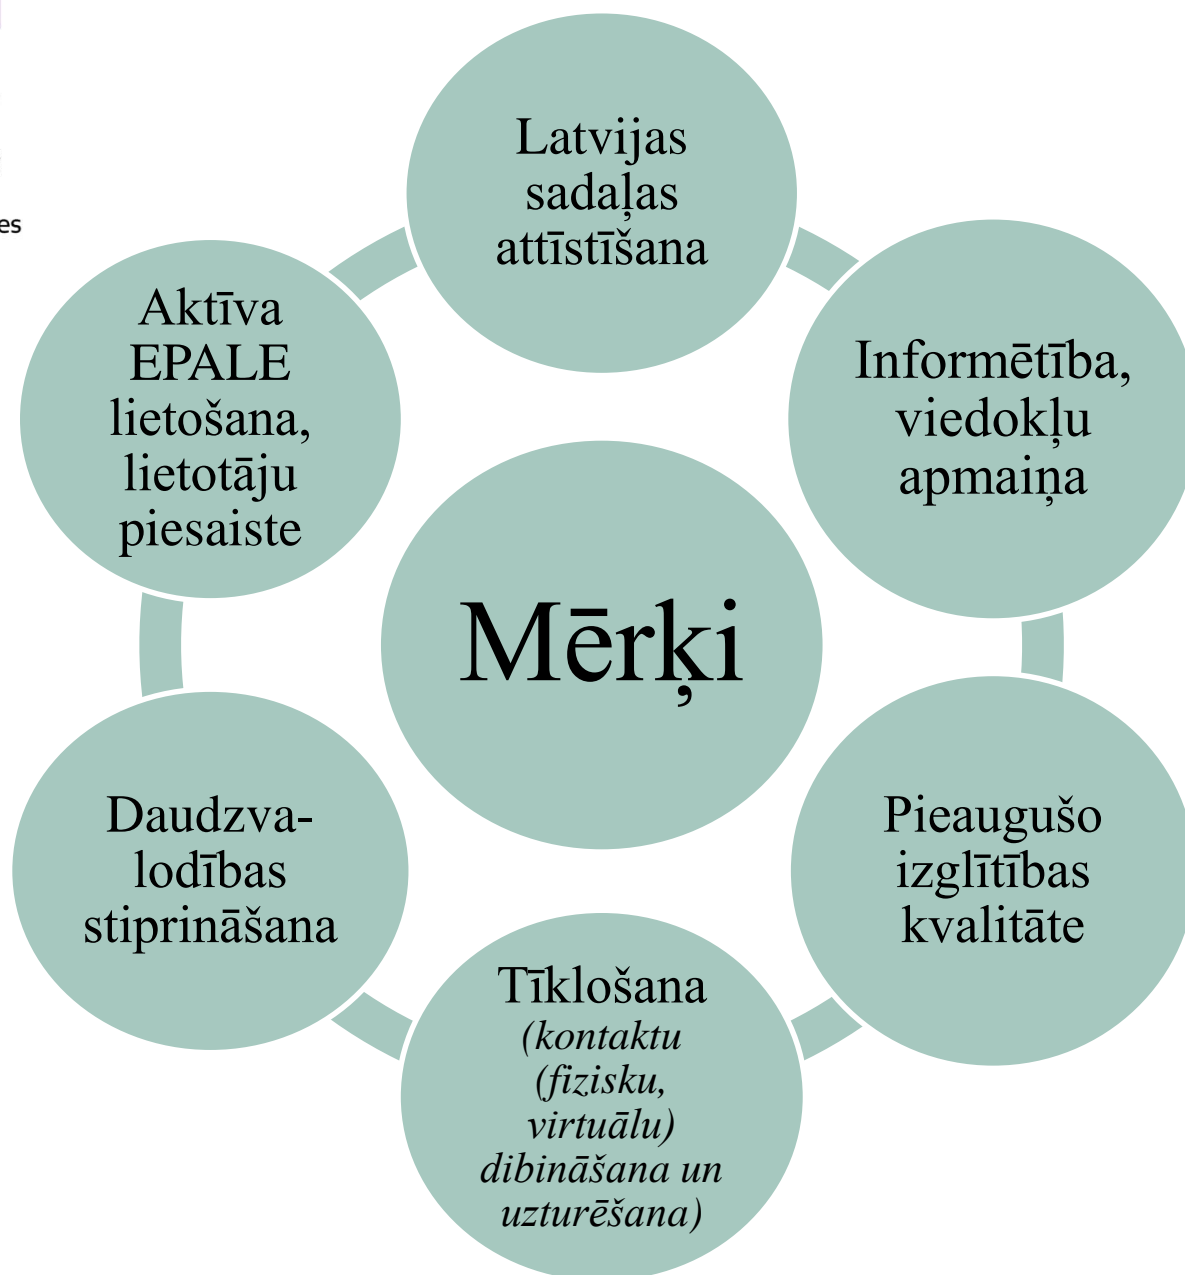 es
Latvijas
sadaļas
attīstīšana
Informētība,
viedokļu
apmaiņa
Pieaugušo
izglītības
kvalitāte
Tīklošana
(kontaktu
(fizisku,
virtuālu)
dibināšana un
uzturēšana)
Daudzva-
lodības
stiprināšana
Aktīva
EPALE
lietošana,
lietotāju
piesaiste
Mērķi